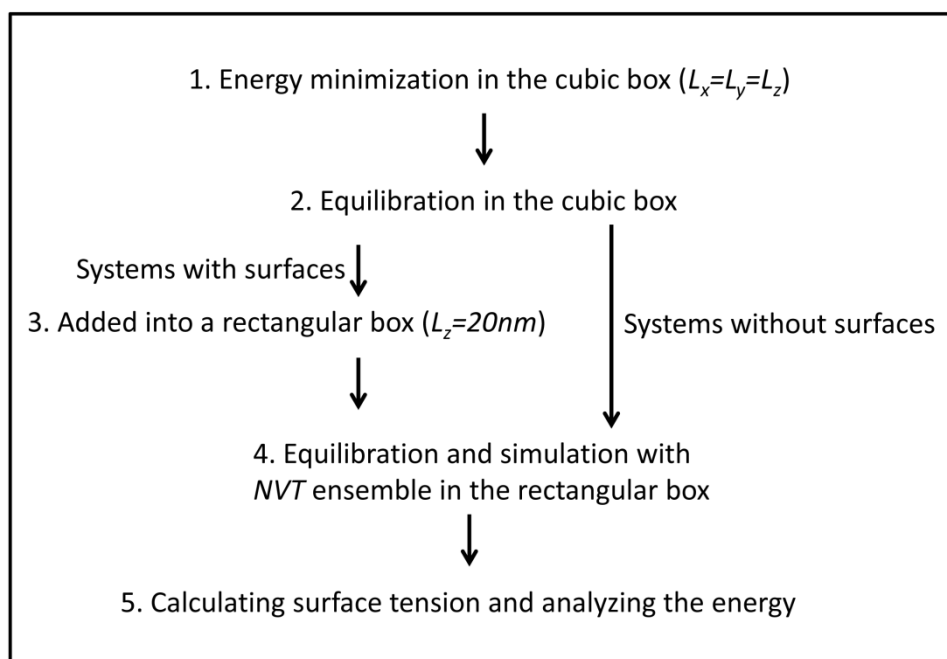 1. Energy minimization in the cubic box (Lx=Ly=Lz)
2. Equilibration in the cubic box
Systems with surfaces
3. Added into a rectangular box (Lz=20nm)
Systems without surfaces
4. Equilibration and simulation with
NVT ensemble in the rectangular box
5. Calculating surface tension and analyzing the energy